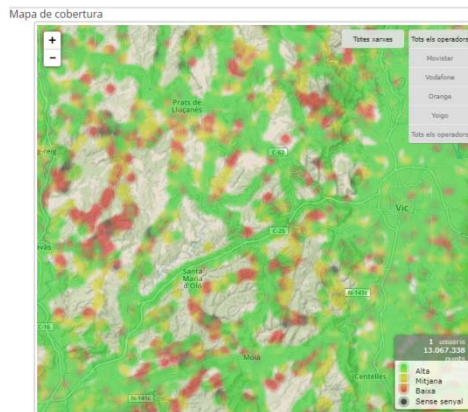 Mapa de cobertura
+
−
Totes xarxes
Tots els operadors
Movistar
Vodafone
Orange
Yoigo
Tots els operadors
Prats de
Lluçanès
C-62
Vic
C-25
Santa
Maria
d'Oló
N-141c
C-16
Moià
N-141c
Centelles
1 usuaris
13.067.338
punts
Alta
Mitjana
Baixa
Sense senyal